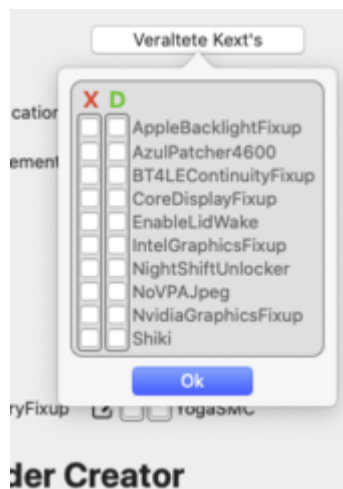 Veraltete Kext's
X D
cation
ement
AppleBacklightFixup
AzulPatcher4600
BT4LEContinuityFixup
CoreDisplayFixup
EnableLidWake
IntelGraphicsFixup
NightShiftUnlocker
NoVPAJpeg
NvidiaGraphicsFixup
Shiki
Ok
ryFixup YogaSMC
der Creator